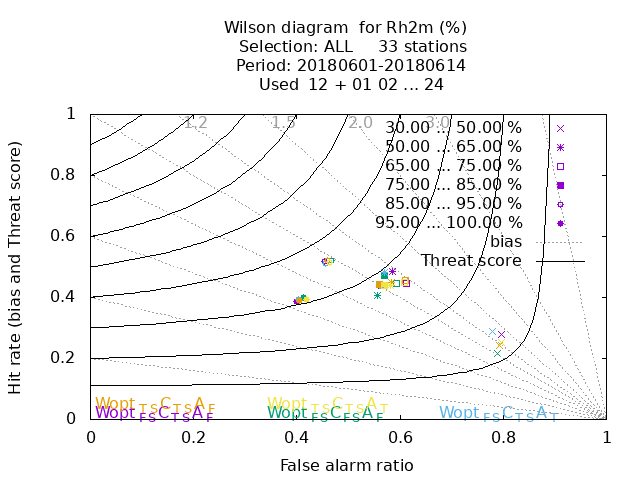 Wilson diagram  for Rh2m (%)
Selection: ALL     33 stations
Period: 20180601-20180614
Used  12 + 01 02 ... 24
Hit rate (bias and Threat score)
1
0.8
0.6
0.4
0.2
0
1.2
1.5
2.0
3.0
30.00 ... 50.00 %
50.00 ... 65.00 %
65.00 ... 75.00 %
75.00 ... 85.00 %
85.00 ... 95.00 %
95.00 ... 100.00 %
bias
Threat score
Wopt TSCTSAF
Wopt TSCTSAT
Wopt FSCTSAF
Wopt FSCFSAF
Wopt FSCTSAT
0 0.2 0.4 0.6 0.8 1
False alarm ratio